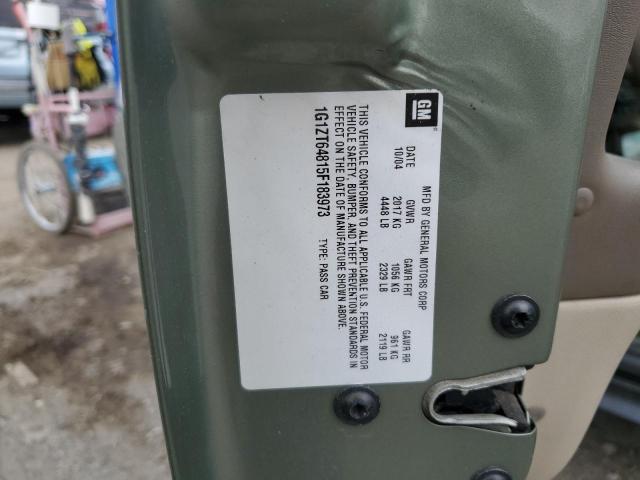 GM
MFD BY GENERAL MOTORS CORP
DATE GVWR GAWR FRT GAWR RR
10/04 2017 KG 1056 KG 961 KG
4448 LB 2329 LB 2119 LB
THIS VEHICLE CONFORMS TO ALL APPLICABLE U.S. FEDERAL MOTOR
VEHICLE SAFETY, BUMPER, AND THEFT PREVENTION STANDARDS IN
EFFECT ON THE DATE OF MANUFACTURE SHOWN ABOVE.
1G1ZT64815F183973 TYPE: PASS CAR